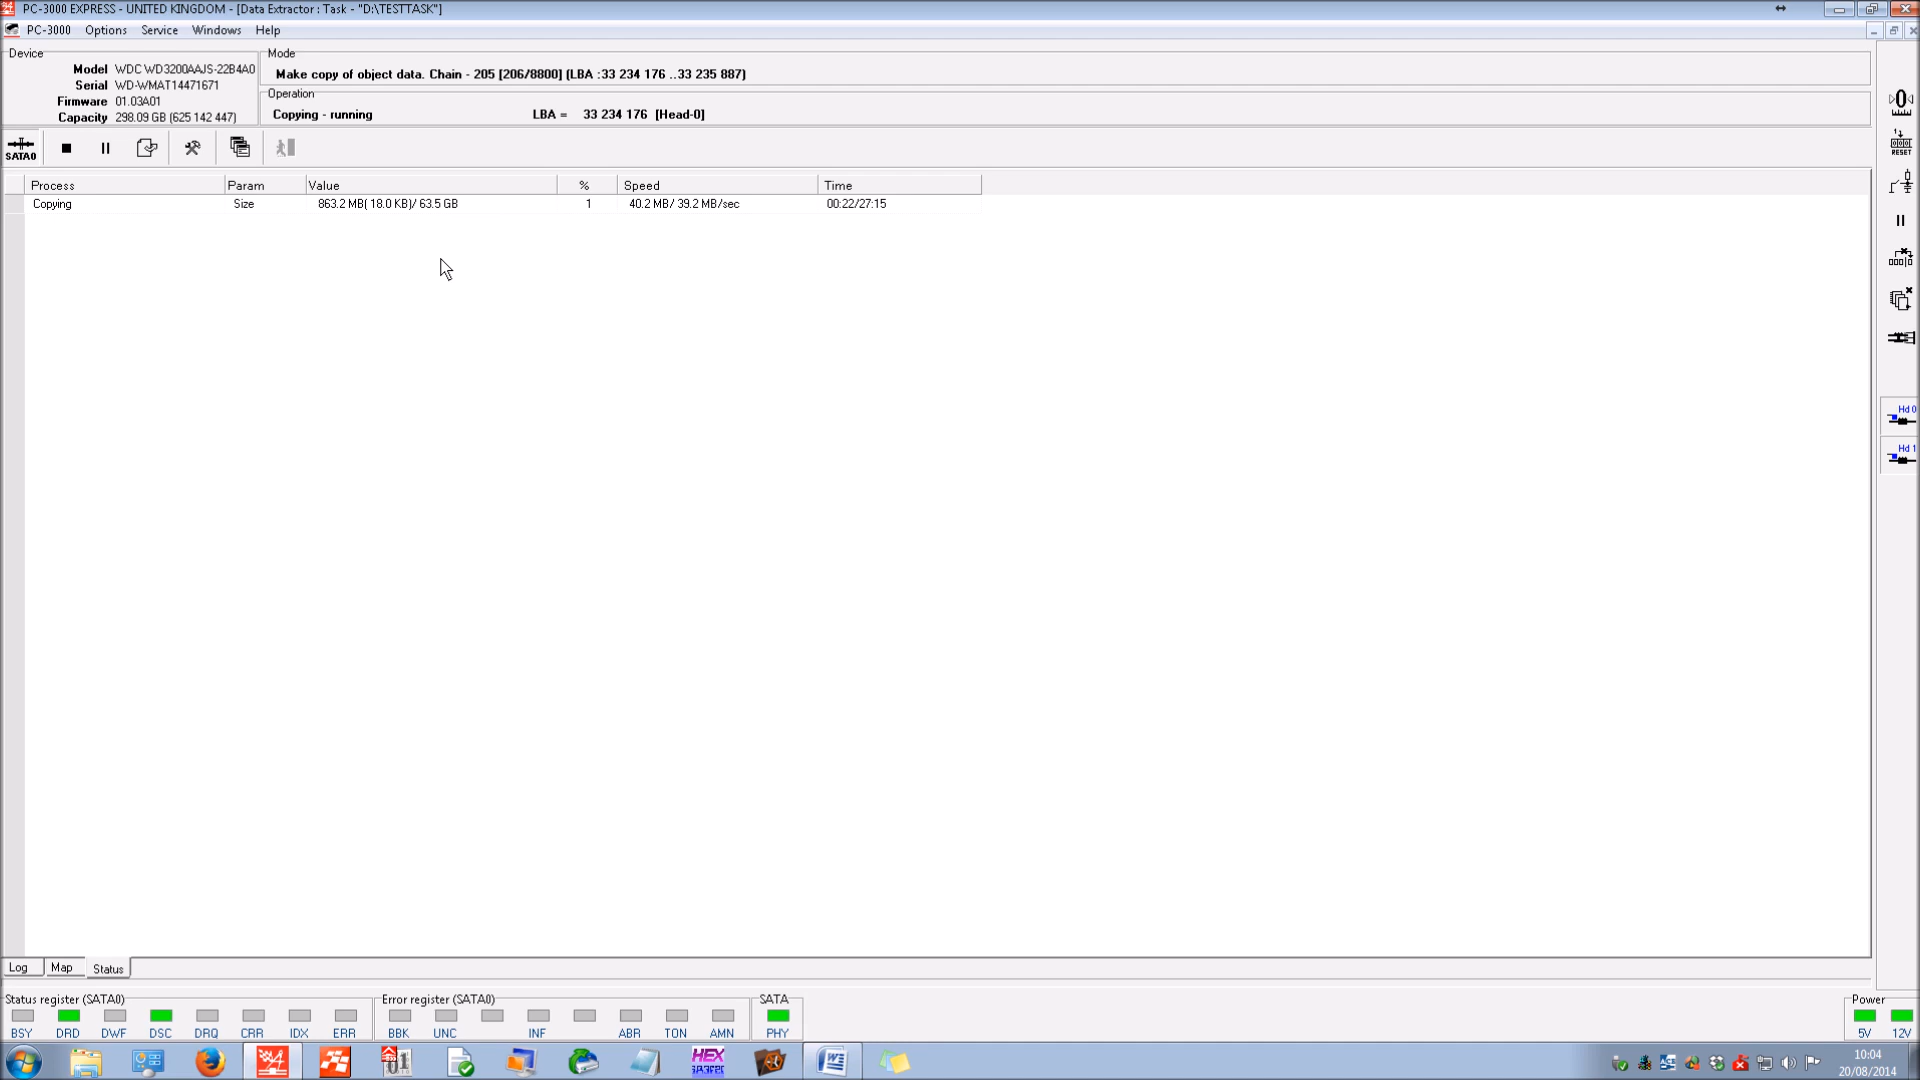 PC-3000 EXPRESS - UNITED KINGDOM - [Data Extractor : Task - "D:\TESTTASK"]
PC-3000 Options Service Windows Help
Device
Model WDC WD3200AAJS-22B4A0
Serial WD-WMAT14471671
Firmware 01.03A01
Capacity 298.09 GB (625 142 447)
Mode
Make copy of object data. Chain - 205 [206/8800] (LBA :33 234 176 ..33 235 887)
Operation
Copying - running LBA = 33 234 176 [Head-0]
SATA0
Process Param Value % Speed Time
Copying Size 863.2 MB( 18.0 KB)/ 63.5 GB 1 40.2 MB/ 39.2 MB/sec 00:22/27:15
RESET
Hd 0
Hd 1
Log Map Status
Status register (SATA0) Error register (SATA0) SATA Power
BSY DRD DWF DSC DRQ CRR IDX ERR BBK UNC INF ABR TON AMN PHY 5V 12V
HEX
10:04
20/08/2014